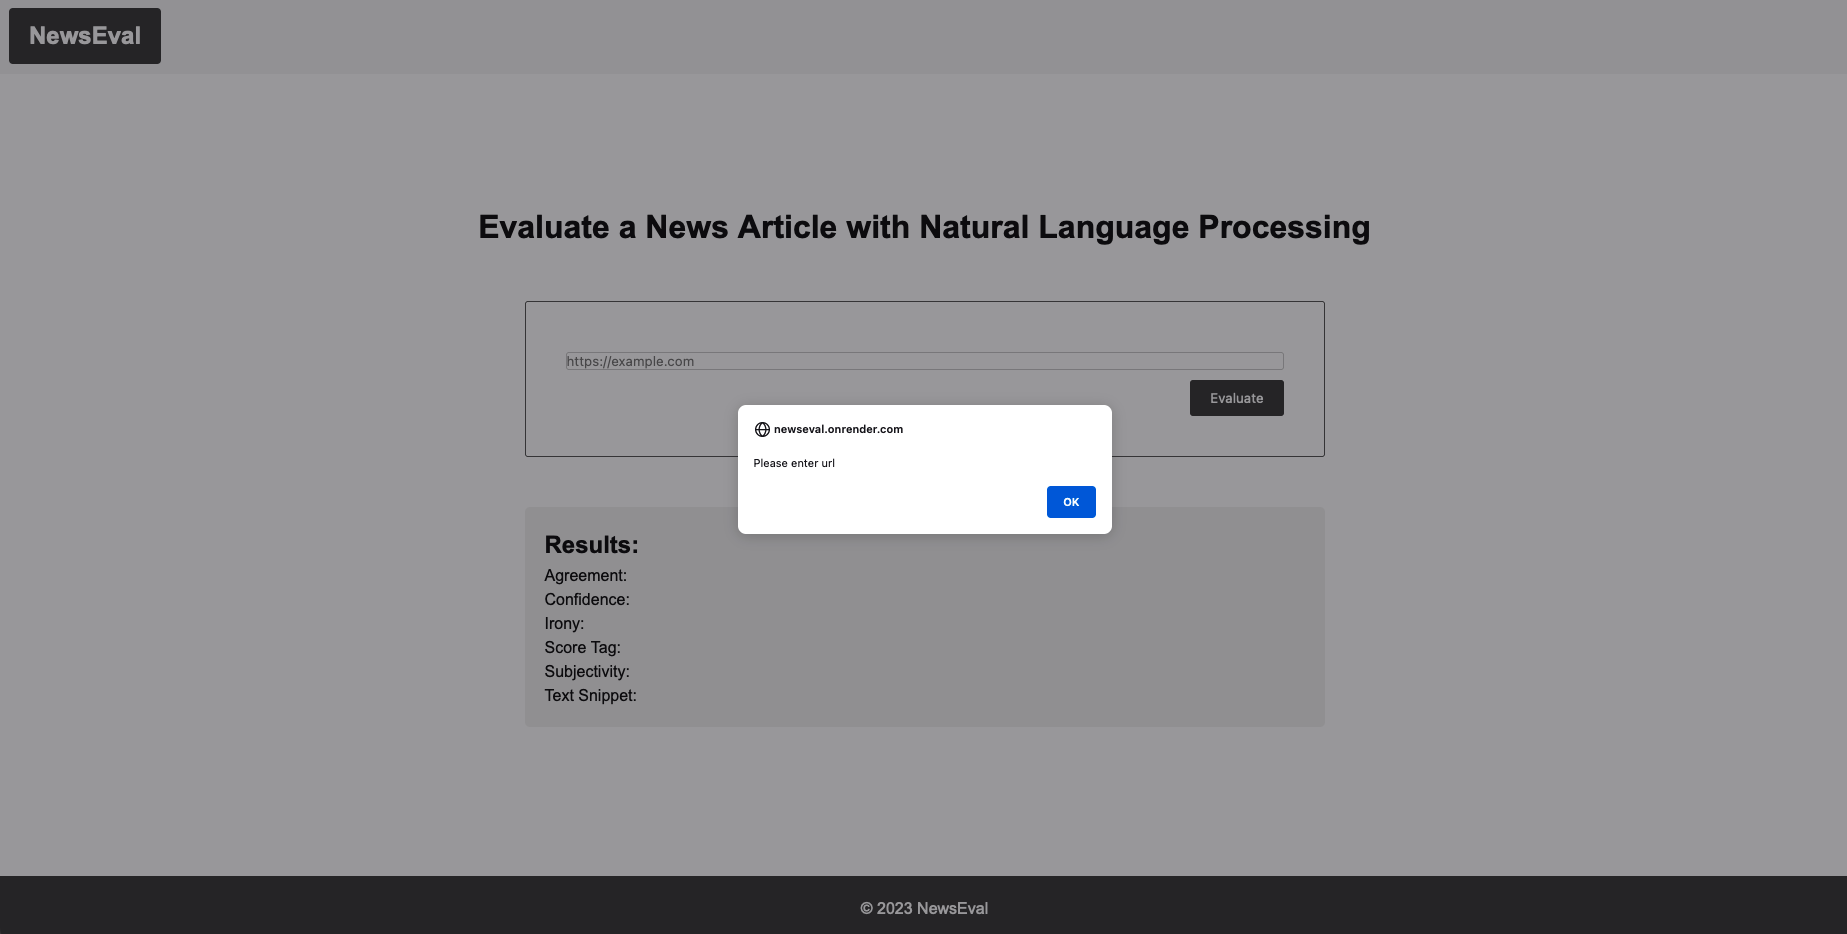 NewsEval
Evaluate a News Article with Natural Language Processing
https://example.com
Evaluate
newseval.onrender.com
Please enter url
OK
Results:
Agreement:
Confidence:
Irony:
Score Tag:
Subjectivity:
Text Snippet:
© 2023 NewsEval